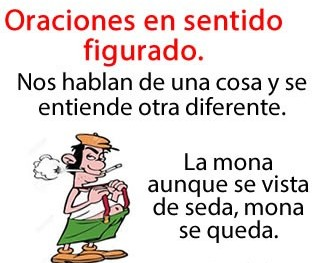 Oraciones en sentido
figurado.
Nos hablan de una cosa y se
entiende otra diferente.
La mona
aunque se vista
de seda, mona
se queda.